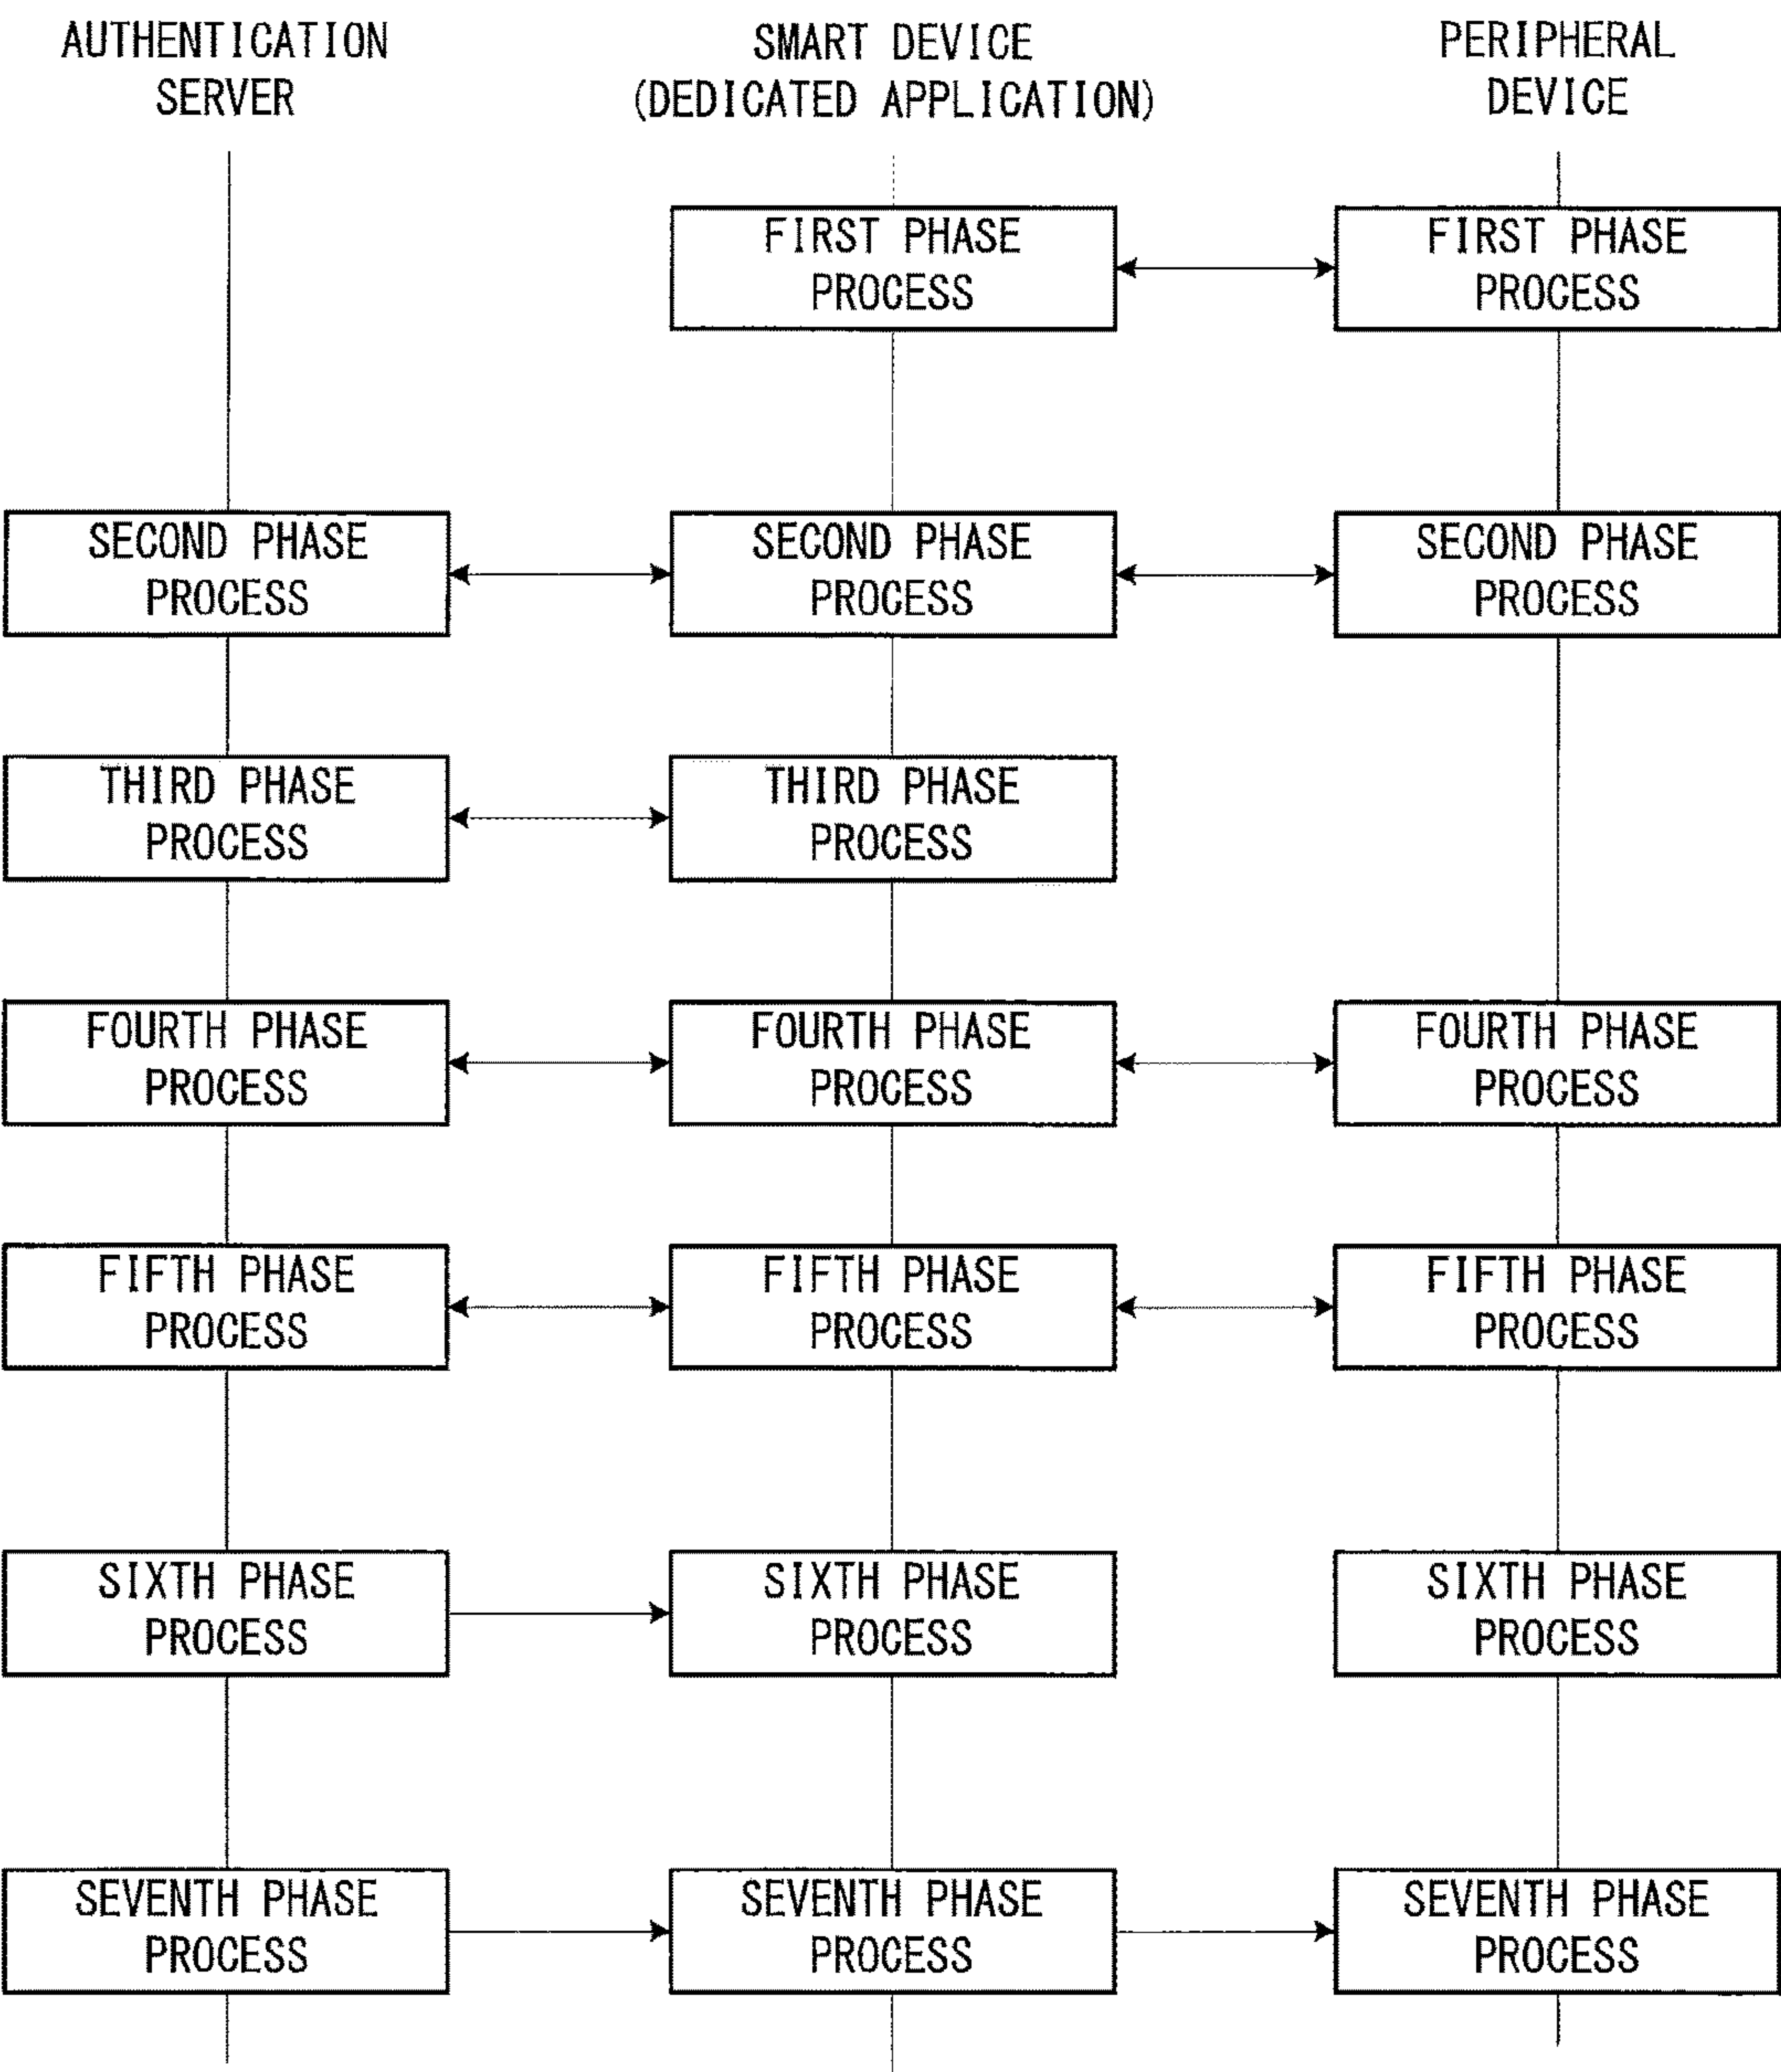 AUTHENTICATION
SERVER
SMART DEVICE
(DEDICATED APPLICATION)
PERIPHERAL
DEVICE
FIRST PHASE
PROCESS
FIRST PHASE
PROCESS
SECOND PHASE
PROCESS
SECOND PHASE
PROCESS
SECOND PHASE
PROCESS
THIRD PHASE
PROCESS
THIRD PHASE
PROCESS
FOURTH PHASE
PROCESS
FOURTH PHASE
PROCESS
FOURTH PHASE
PROCESS
FIFTH PHASE
PROCESS
FIFTH PHASE
PROCESS
FIFTH PHASE
PROCESS
SIXTH PHASE
PROCESS
SIXTH PHASE
PROCESS
SIXTH PHASE
PROCESS
SEVENTH PHASE
PROCESS
SEVENTH PHASE
PROCESS
SEVENTH PHASE
PROCESS